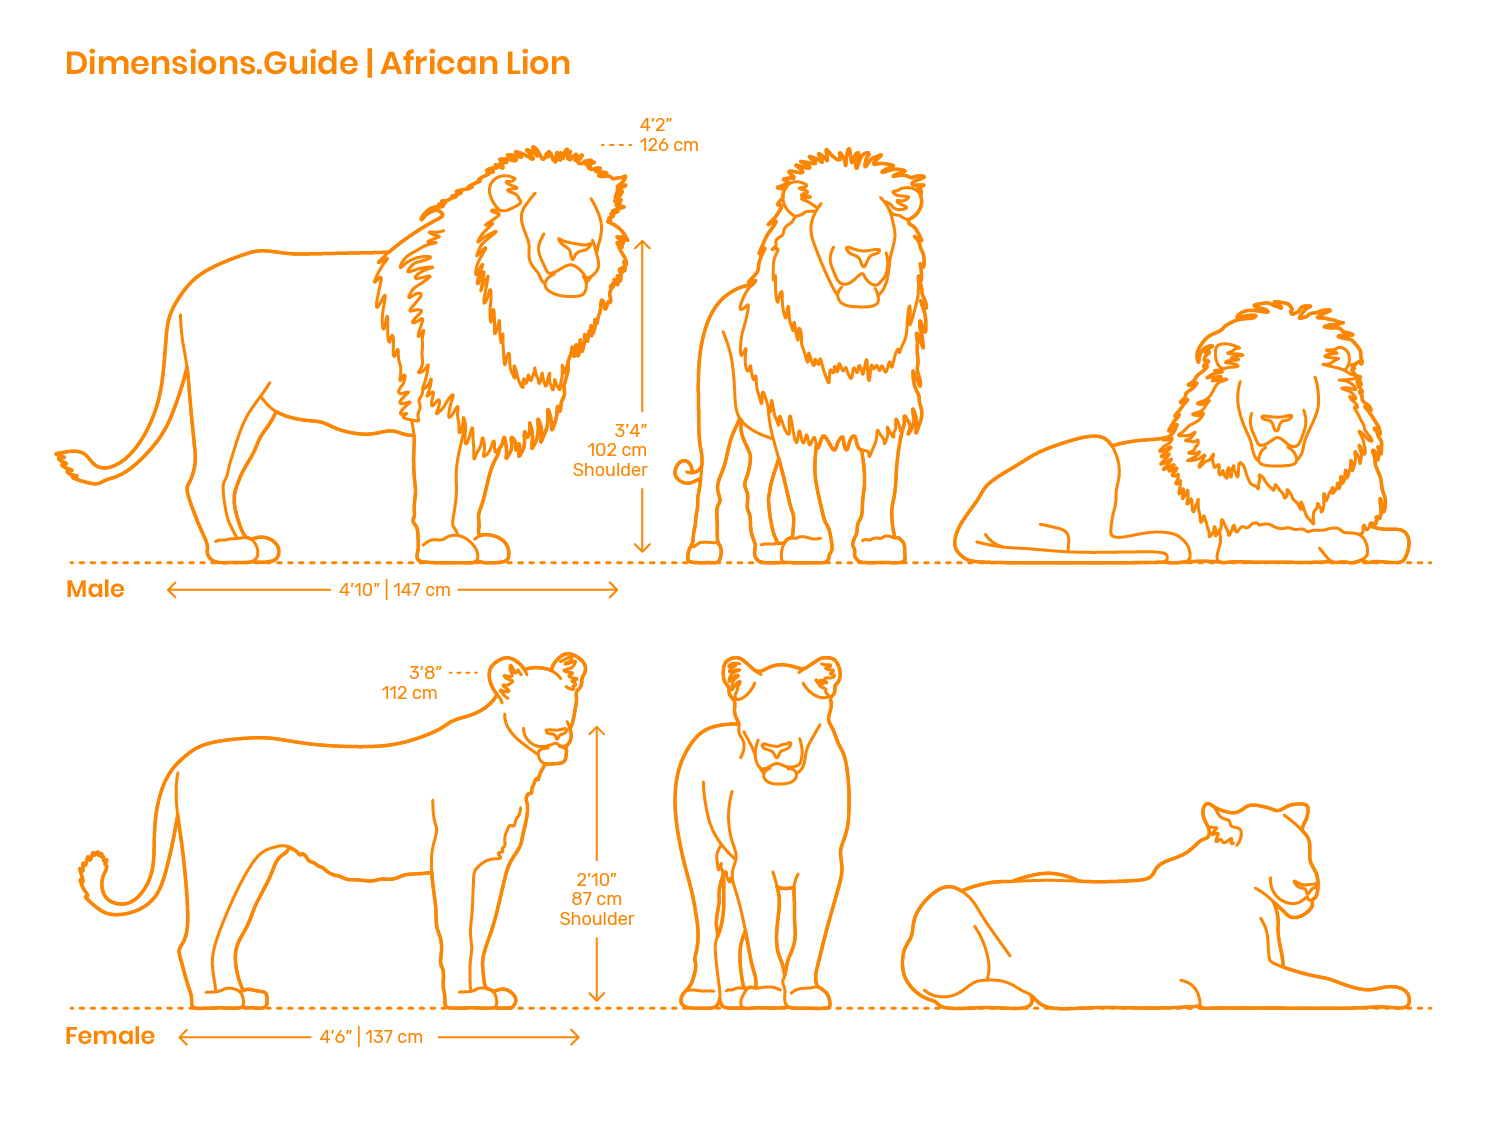 Dimensions.Guide | African Lion
4'2"
126 cm
3'4"
102 cm
Shoulder
Male
4'10" | 147 cm
3'8"
112 cm
2'10"
87 cm
Shoulder
Female
4'6" | 137 cm